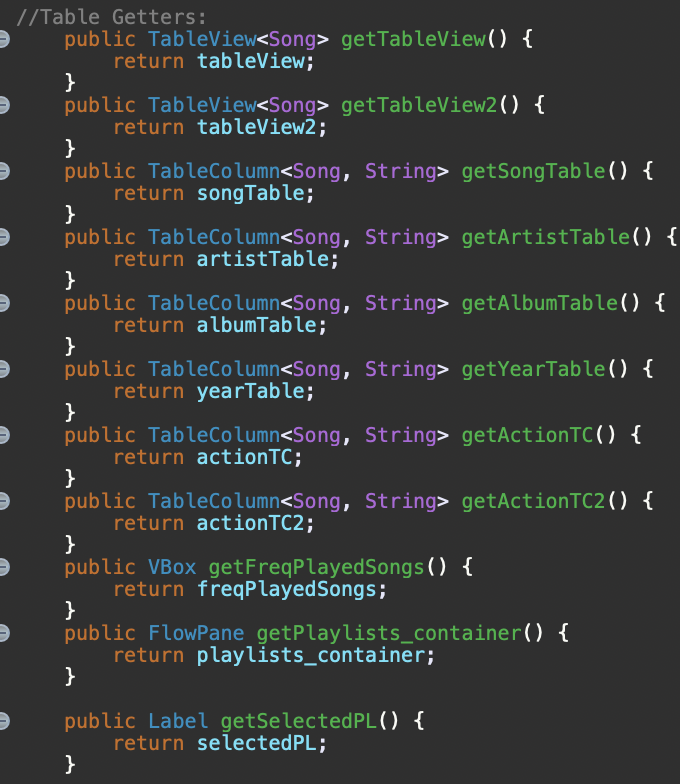 //Table Getters:
public TableView<Song> getTableView() {
return tableView;
}
public TableView<Song> getTableView2() {
return tableView2;
}
public TableColumn<Song, String> getSongTable() {
return songTable;
}
public TableColumn<Song, String> getArtistTable() {
return artistTable;
}
public TableColumn<Song, String> getAlbumTable() {
return albumTable;
}
public TableColumn<Song, String> getYearTable() {
return yearTable;
}
public TableColumn<Song, String> getActionTC() {
return actionTC;
}
public TableColumn<Song, String> getActionTC2() {
return actionTC2;
}
public VBox getFreqPlayedSongs() {
return freqPlayedSongs;
}
public FlowPane getPlaylists_container() {
return playlists_container;
}
public Label getSelectedPL() {
return selectedPL;
}